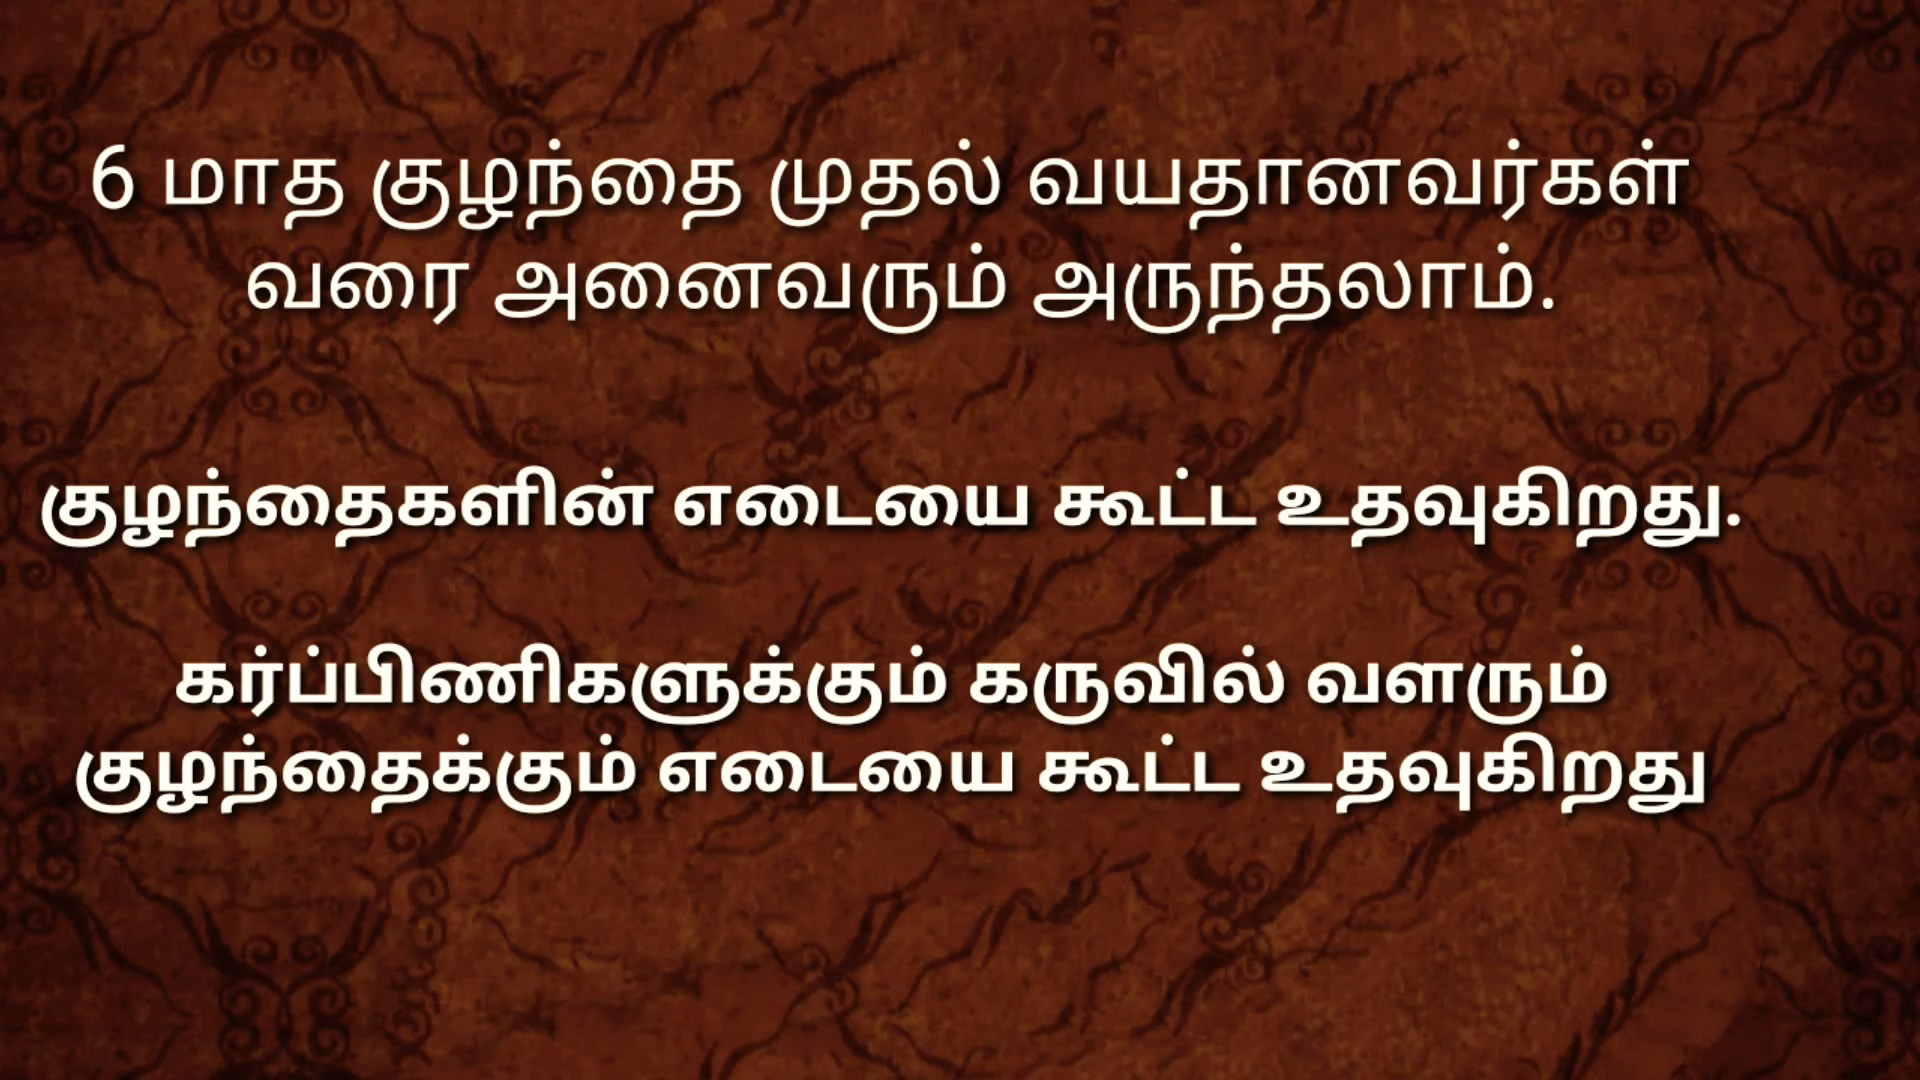 6 மாத குழந்தை முதல் வயதானவர்கள்
வரை அனைவரும் அருந்தலாம்.
குழந்தைகளின் எடையை கூட்ட உதவுகிறது.
கர்ப்பிணிகளுக்கும் கருவில் வளரும்
குழந்தைக்கும் எடையை கூட்ட உதவுகிறது